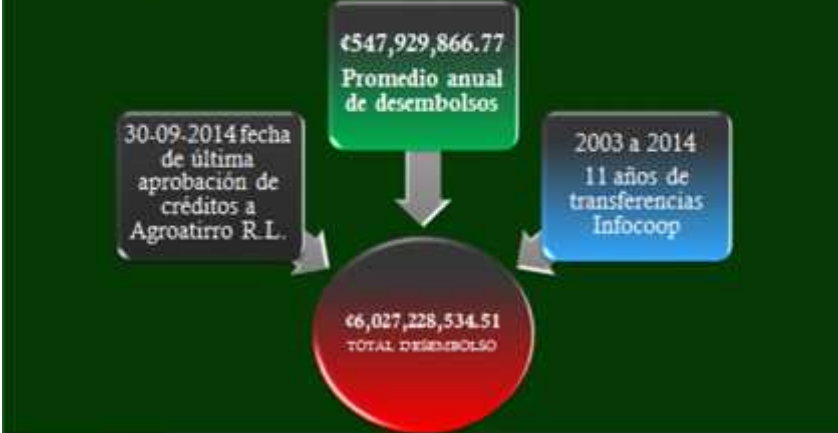 ¢547,929,866.77
Promedio anual
de desembolsos
30-09-2014 fecha
de última
aprobación de
créditos a
Agroatirro R.L.
2003 a 2014
11 años de
transferencias
Infocoop
¢6,027,228,534.51
TOTAL DESEMBOLSO